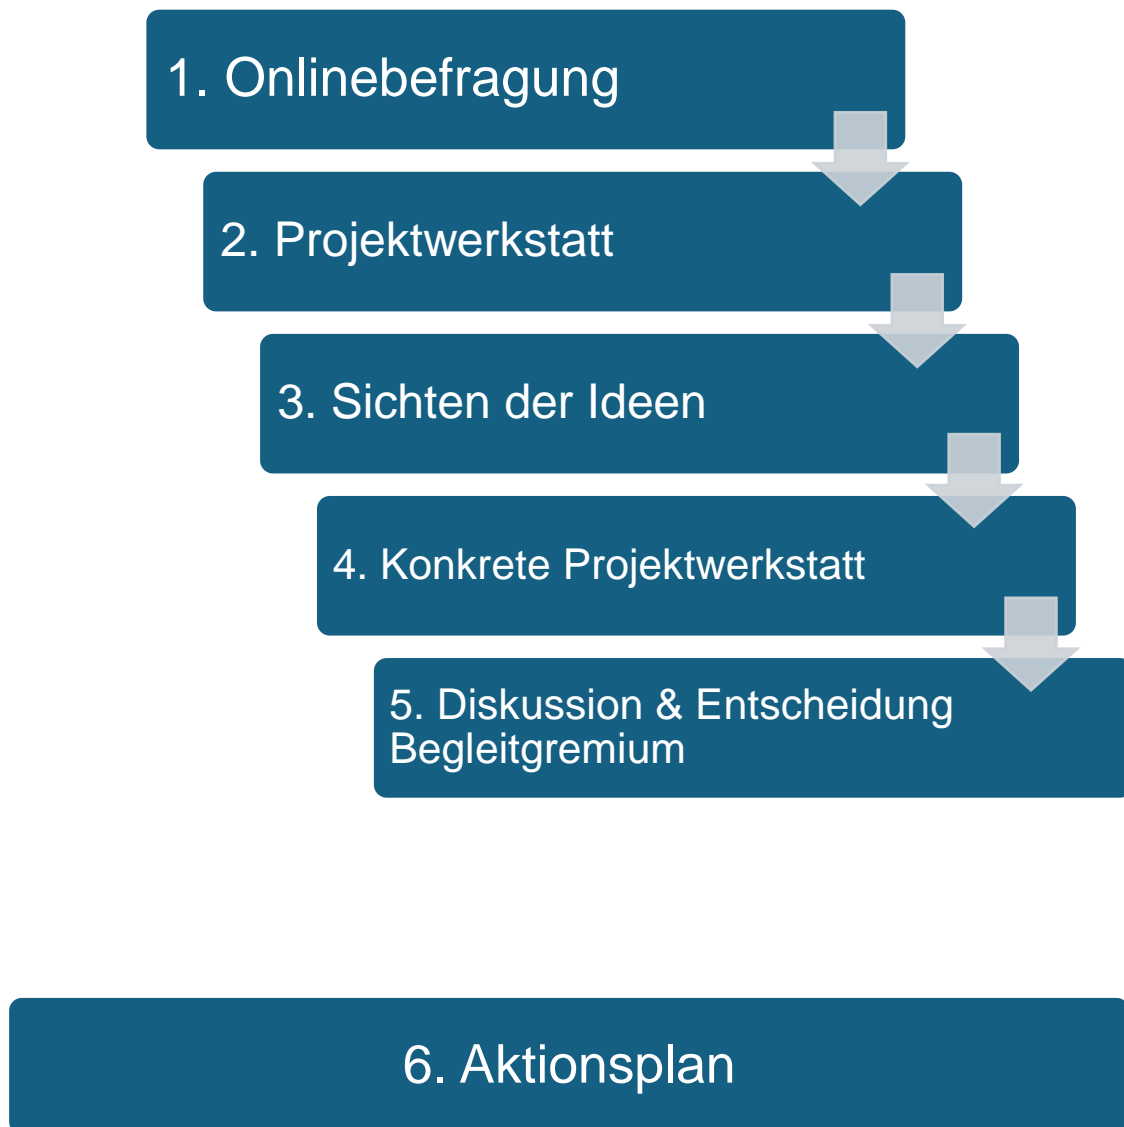 1. Onlinebefragung
2. Projektwerkstatt
3. Sichten der Ideen
4. Konkrete Projektwerkstatt
5. Diskussion & Entscheidung
Begleitgremium
6. Aktionsplan